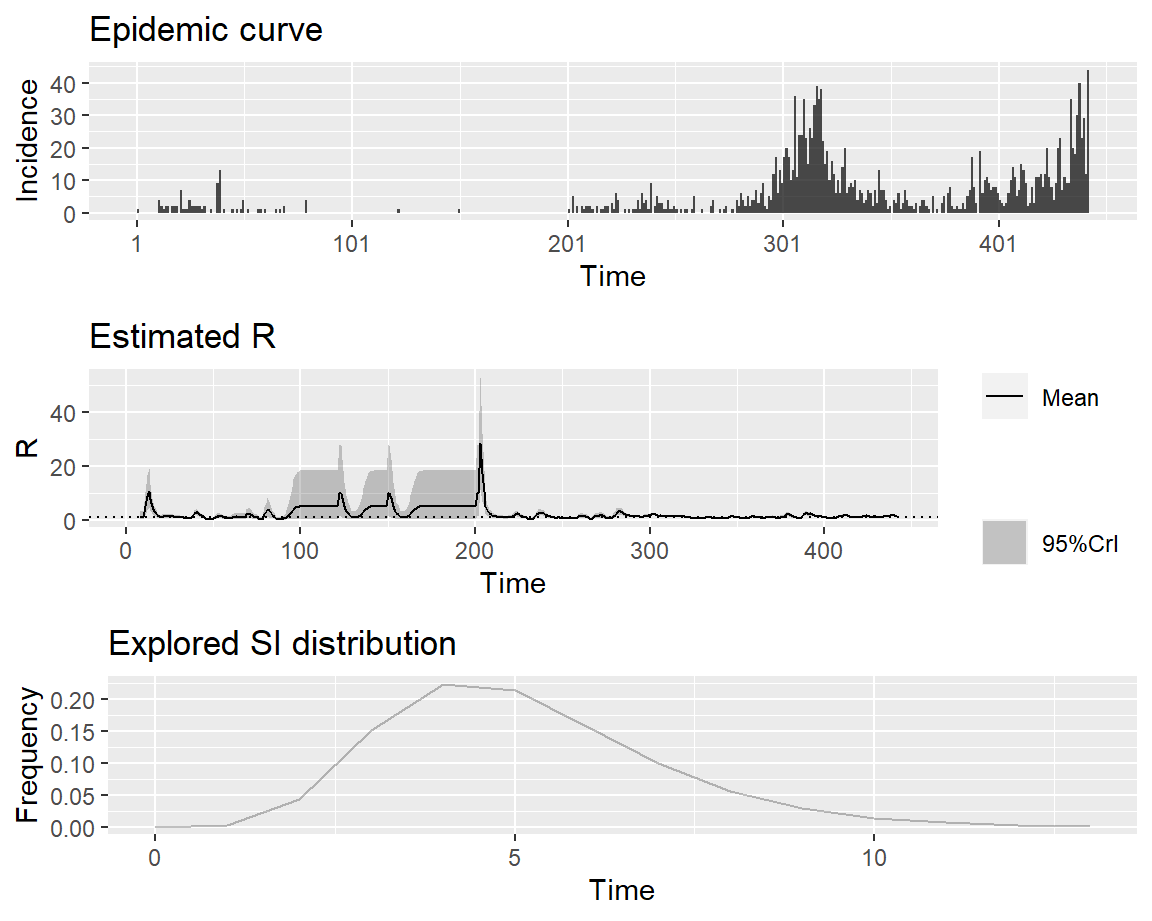 Epidemic curve
Incidence
40
30
20
10
0
1 101 201 301 401
Time
Estimated R
R
40
20
0
0 100 200 300 400
Time
Mean
95%CrI
Explored SI distribution
Frequency
0.20
0.15
0.10
0.05
0.00
0 5 10
Time